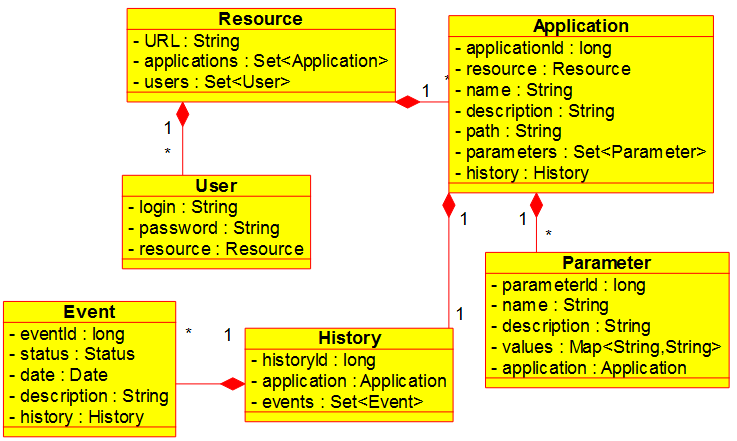 Resource
- URL : String
- applications : Set<Application>
- users : Set<User>
Application
- applicationId : long
- resource : Resource
- name : String
- description : String
- path : String
- parameters : Set<Parameter>
- history : History
1
*
1
*
User
- login : String
- password : String
- resource : Resource
1
1
1
*
Parameter
- parameterId : long
- name : String
- description : String
- values : Map<String,String>
- application : Application
Event
- eventId : long
- status : Status
- date : Date
- description : String
- history : History
*
1
History
- historyId : long
- application : Application
- events : Set<Event>